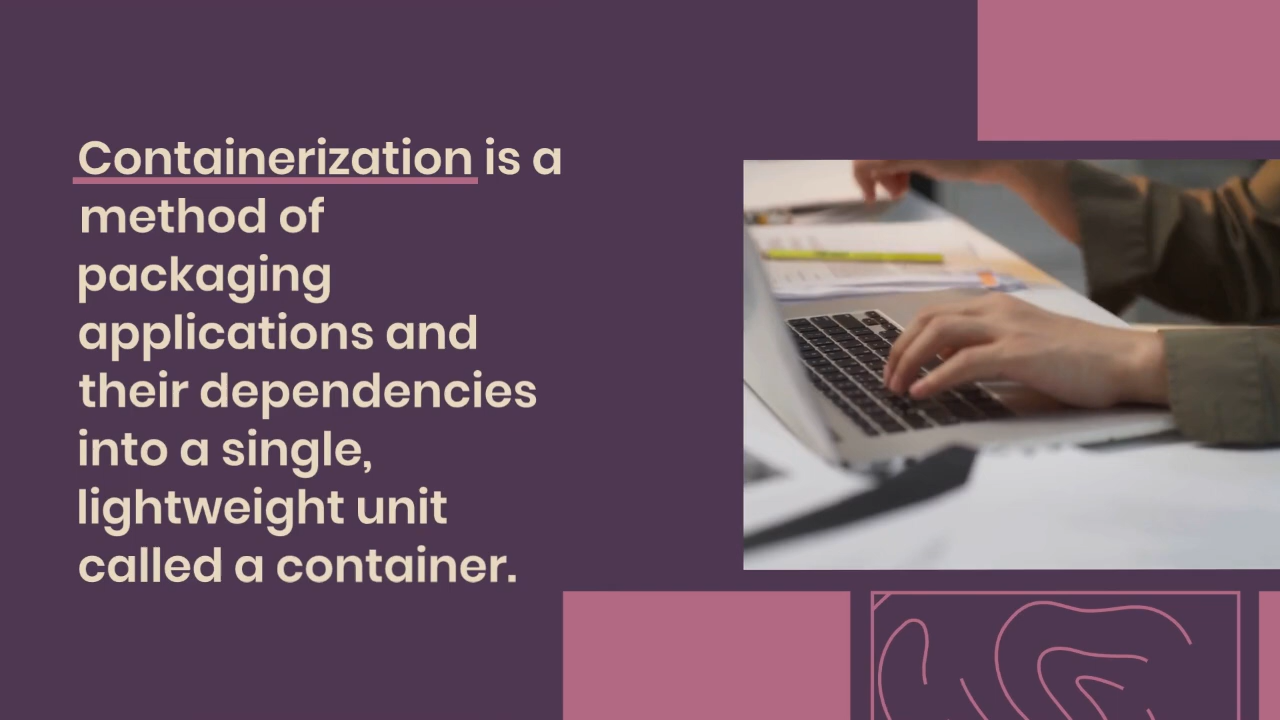 Containerization is a
method of
packaging
applications and
their dependencies
into a single,
lightweight unit
called a container.